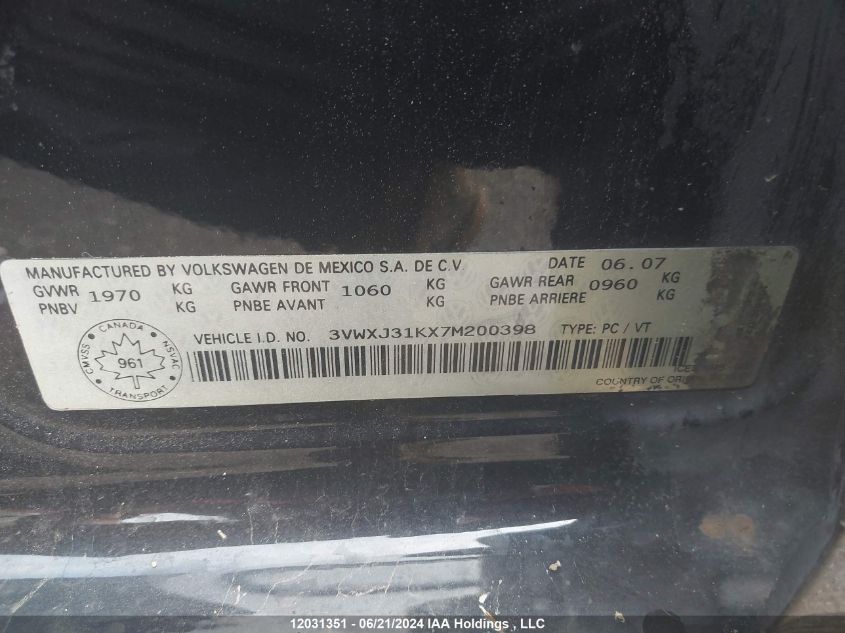 MANUFACTURED BY VOLKSWAGEN DE MEXICO S.A. DE C.V. DATE 06.07
GVWR 1970 KG GAWR FRONT 1060 KG GAWR REAR 0960 KG
PNBV KG PNBE AVANT KG PNBE ARRIERE KG
VEHICLE I.D. NO. 3VWXJ31KX7M200398 TYPE: PC / VT
CANADA
CMVSS 961 NSVAC
TRANSPORT
COUNTRY OF
12031351 - 06/21/2024 IAA Holdings , LLC